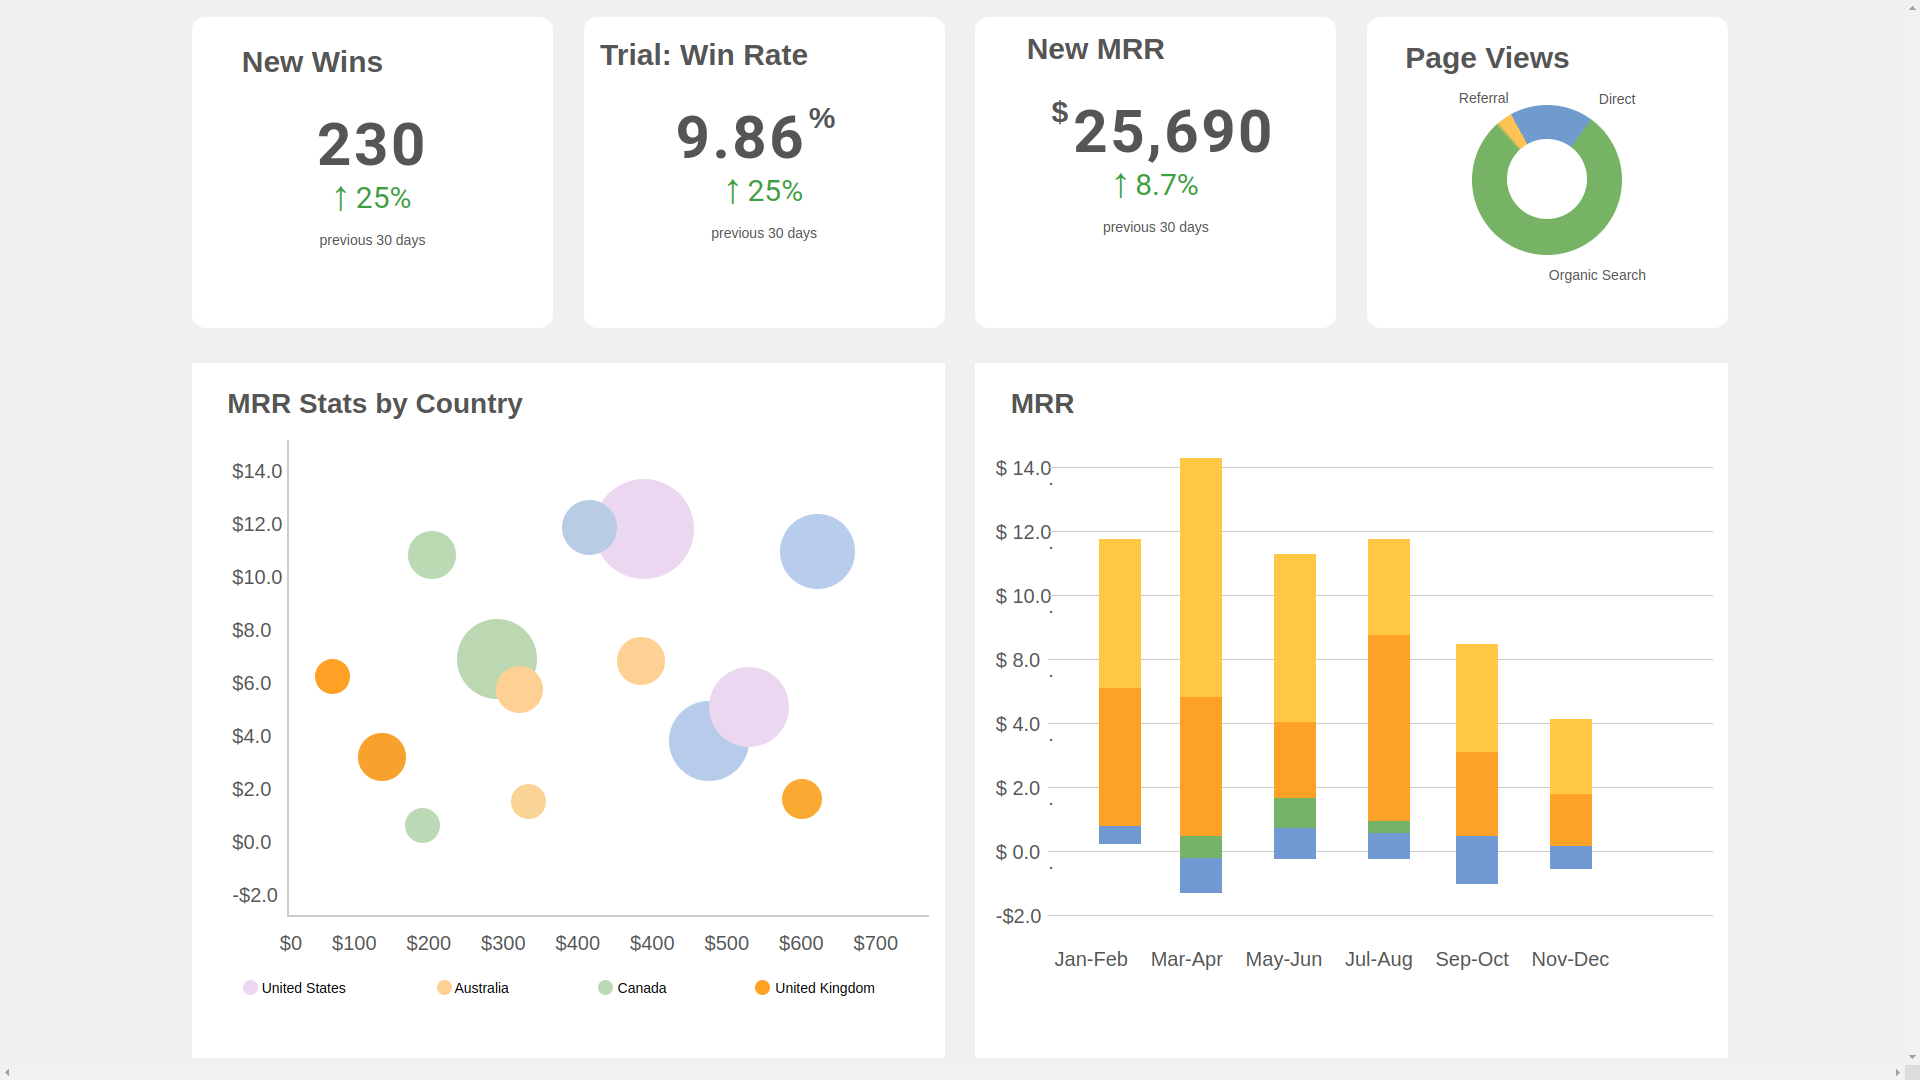 New Wins
230
↑ 25%
previous 30 days
Trial: Win Rate
9.86 %
↑ 25%
previous 30 days
New MRR
$ 25,690
↑ 8.7%
previous 30 days
Page Views
Referral
Direct
Organic Search
MRR Stats by Country
$14.0
$12.0
$10.0
$8.0
$6.0
$4.0
$2.0
$0.0
-$2.0
$0 $100 $200 $300 $400 $400 $500 $600 $700
United States Australia Canada United Kingdom
MRR
$ 14.0
.
$ 12.0
.
$ 10.0
.
$ 8.0
.
$ 4.0
.
$ 2.0
.
$ 0.0
.
-$2.0
Jan-Feb Mar-Apr May-Jun Jul-Aug Sep-Oct Nov-Dec